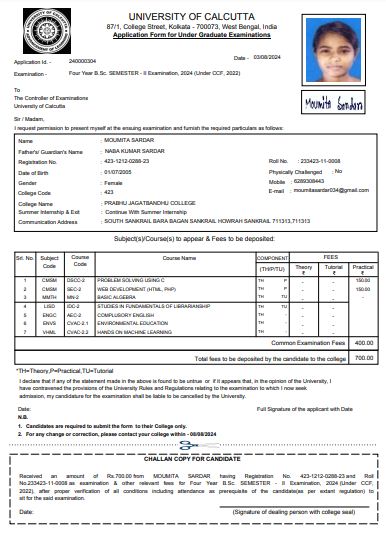 UNIVERSITY OF CALCUTTA
87/1, College Street, Kolkata - 700073, West Bengal, India
Application Form for Under Graduate Examinations
Application Id. - 240000304
Date - 03/08/2024
Examination - Four Year B.Sc. SEMESTER - II Examination, 2024 (Under CCF, 2022)
Moumita Sardar
To
The Controller of Examinations
University of Calcutta
Sir / Madam,
I request permission to present myself at the ensuing examination and furnish the required particulars as follows:
Name : MOUMITA SARDAR
Father's/ Guardian's Name : NABA KUMAR SARDAR
Registration No. : 423-1212-0288-23 Roll No. : 233423-11-0008
Date of Birth : 01/07/2005 Physically Challenged : No
Gender : Female Mobile : 6289308443
College Code : 423 E-mail : moumitasardar034@gmail.com
College Name : PRABHU JAGATBANDHU COLLEGE
Summer Internship & Exit : Continue With Summer Internship
Communication Address : SOUTH SANKRAIL BARA BAGAN SANKRAIL HOWRAH SANKRAIL 711313,711313
Subject(s)/Course(s) to appear & Fees to be deposited:
Srl. No. Subject Code Course Code Course Name COMPONENT (TH/P/TU) FEES Theory ₹ Tutorial ₹ Practical ₹
1 CMSM DSCC-2 PROBLEM SOLVING USING C TH P - - 150.00
2 CMSM SEC-2 WEB DEVELOPMENT (HTML, PHP) TH P - - 150.00
3 MMTH MN-2 BASIC ALGEBRA TH TU - - -
4 LISD IDC-2 STUDIES IN FUNDAMENTALS OF LIBRARIANSHIP TH TU - -
5 ENGC AEC-2 COMPULSORY ENGLISH TH - - -
6 ENVS CVAC-2.1 ENVIRONMENTAL EDUCATION TH - - -
7 VHML CVAC-2.2 HANDS ON MACHINE LEARNING TH - - -
Common Examination Fees 400.00
Total fees to be deposited by the candidate to the college 700.00
*TH=Theory,P=Practical,TU=Tutorial
I declare that if any of the statement made in the above is found to be untrue or if it appears that, in the opinion of the University, I
have contravened the provisions of the University Rules and Regulations relating to the examination to which I now seek
admission, my candidature for the examination shall be liable to be cancelled by the University.
Date: Full Signature of the applicant with Date
N.B.
1. Candidates are required to submit the form to their College only.
2. For any change or correction, please contact your college within - 08/08/2024
CHALLAN COPY FOR CANDIDATE
Received an amount of Rs.700.00 from MOUMITA SARDAR having Registration No. 423-1212-0288-23 and Roll
No.233423-11-0008 as examination & other relevant fees for Four Year B.Sc. SEMESTER - II Examination, 2024 (Under CCF,
2022), after proper verification of all conditions including attendance as prerequisite of the candidate(as per extant regulation) to
sit for the said examination.
Date: (Signature of dealing person with college seal)